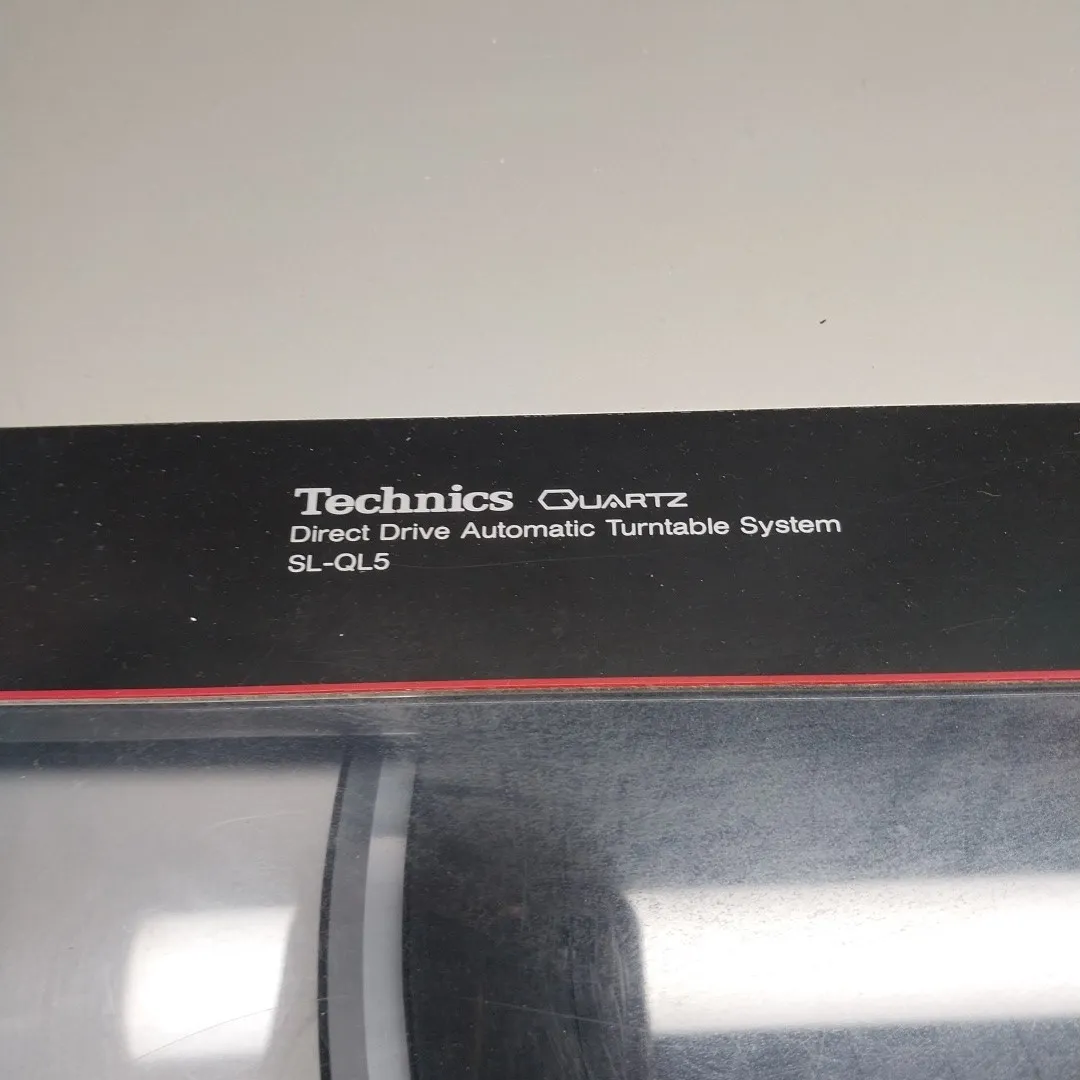 Technics QUARTZ
Direct Drive Automatic Turntable System
SL-QL5